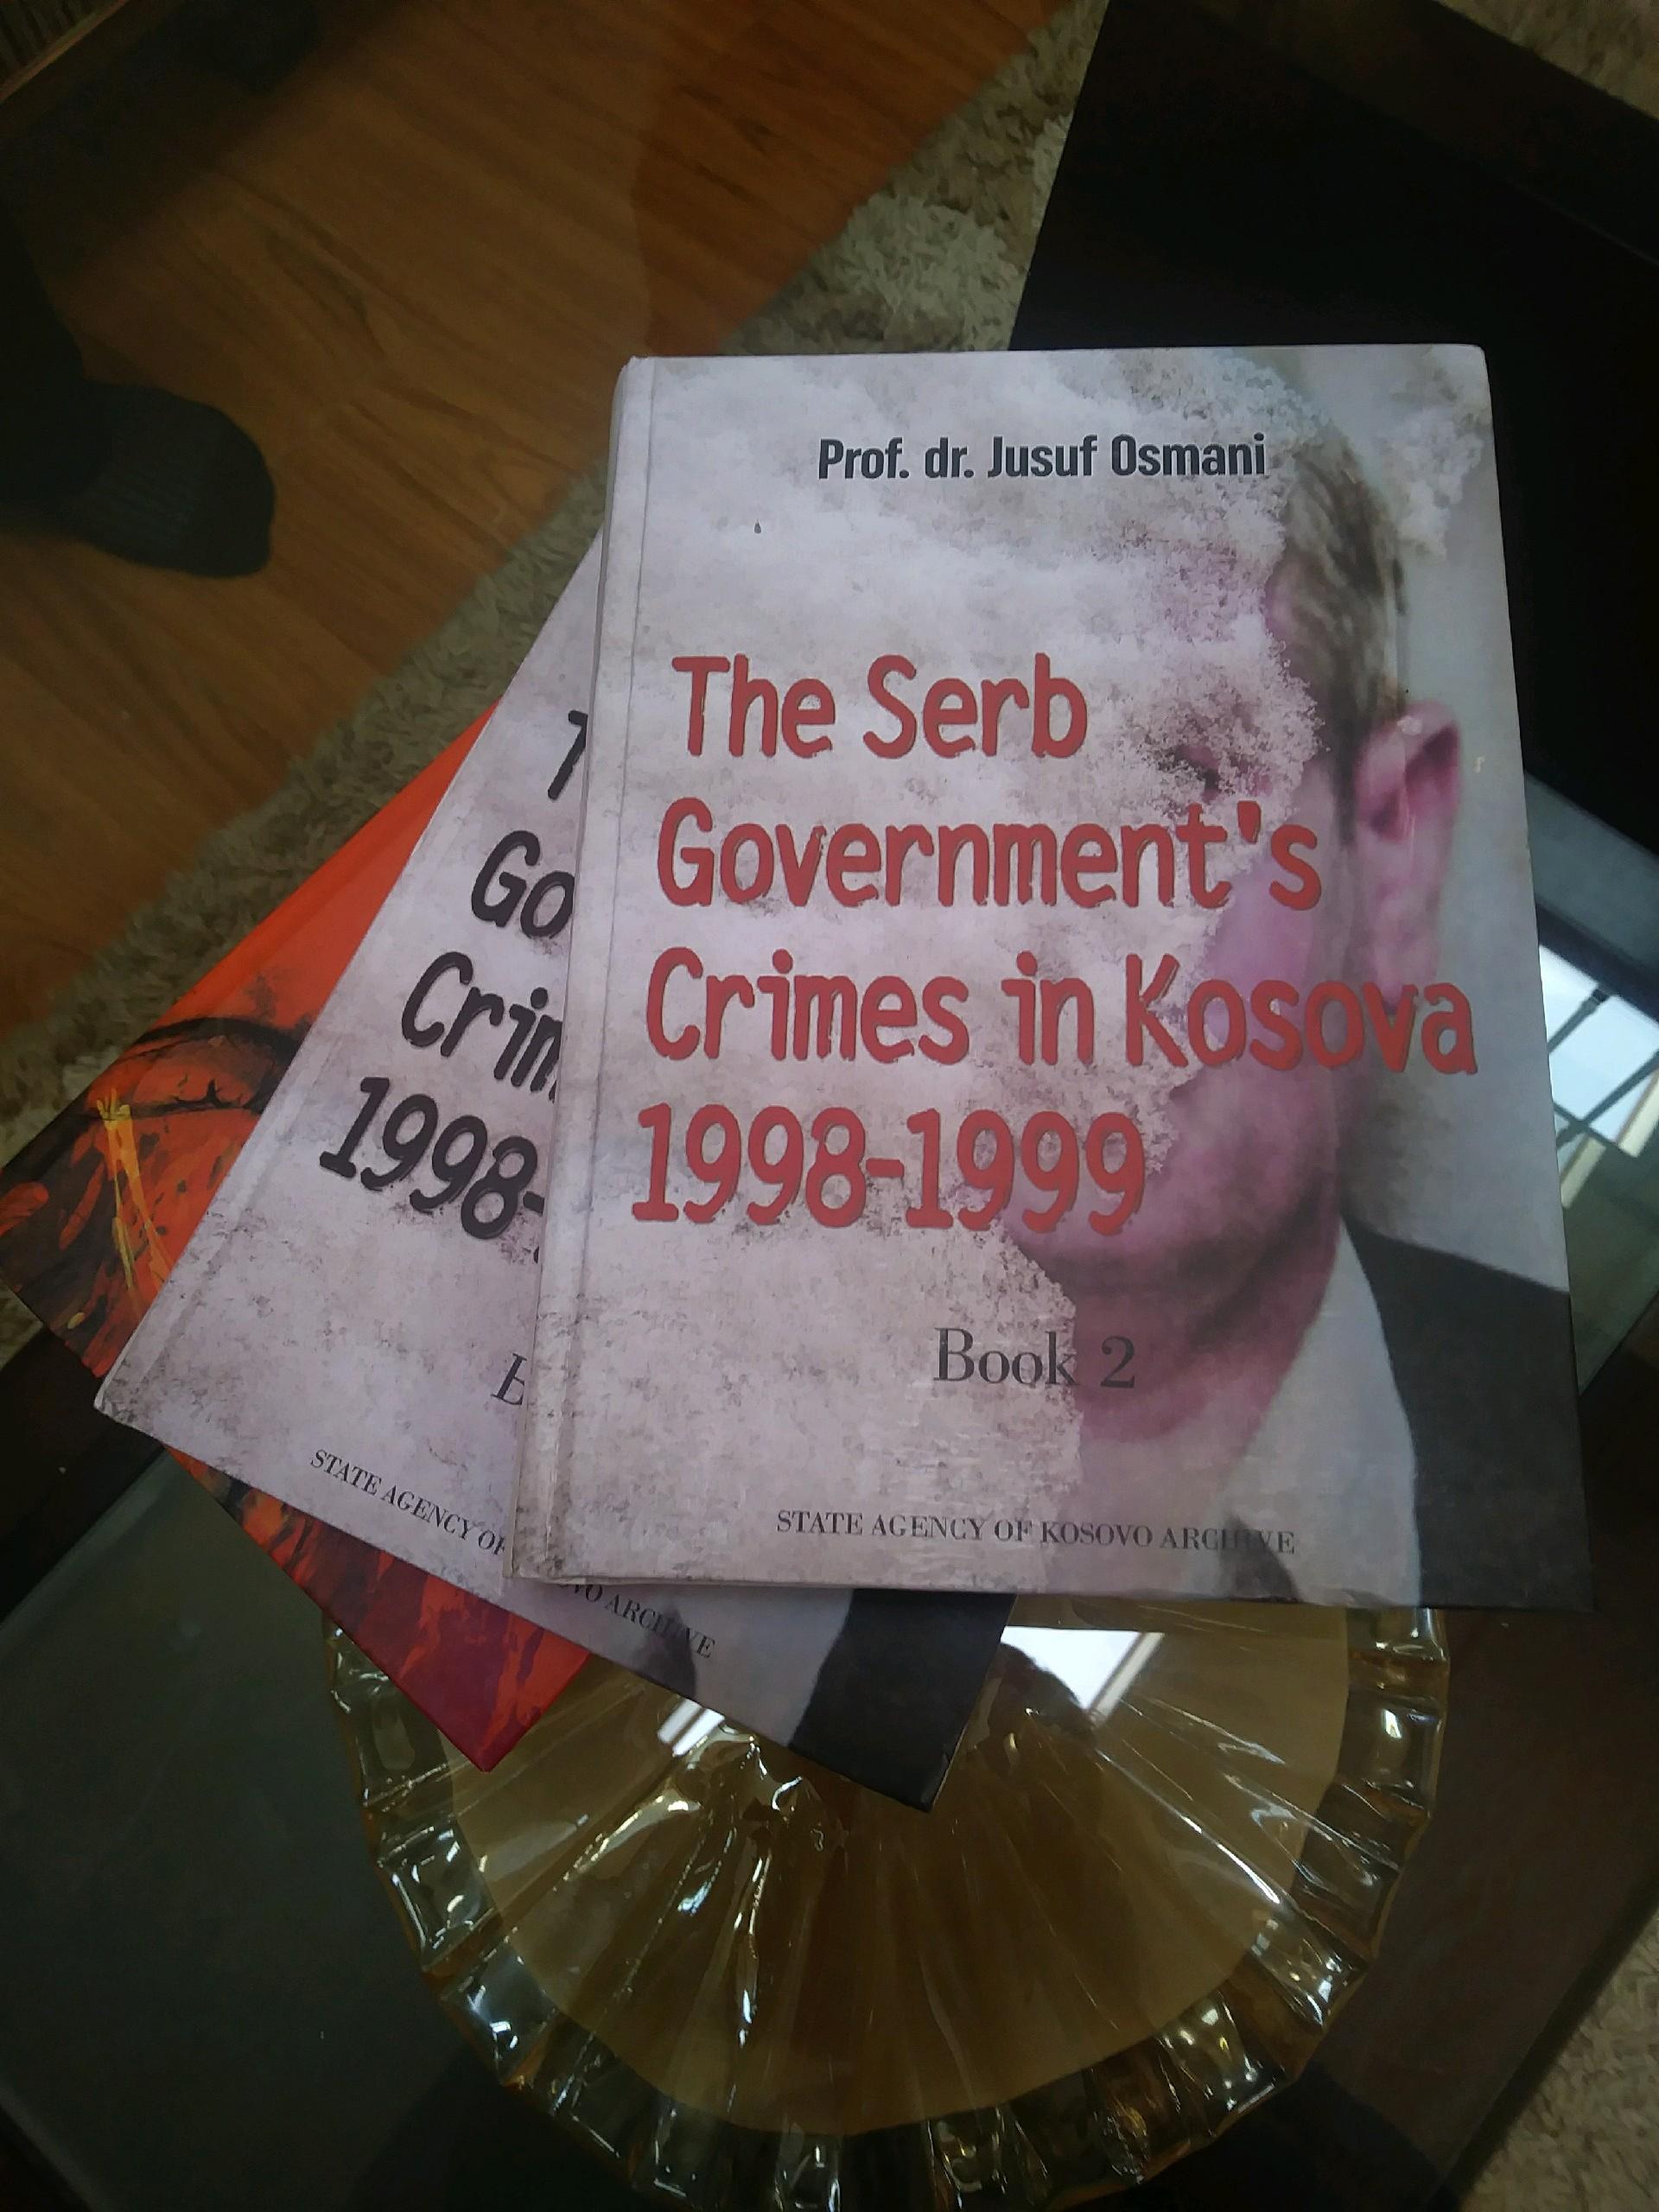 Prof. dr. Jusuf Osmani
The Serb
Government's
Crimes in Kosova
1998-1999
Book 2
STATE AGENCY OF KOSOVO ARCHIVE
Go
Crim
1998-
STATE AGENCY OF
VO ARCHIVE